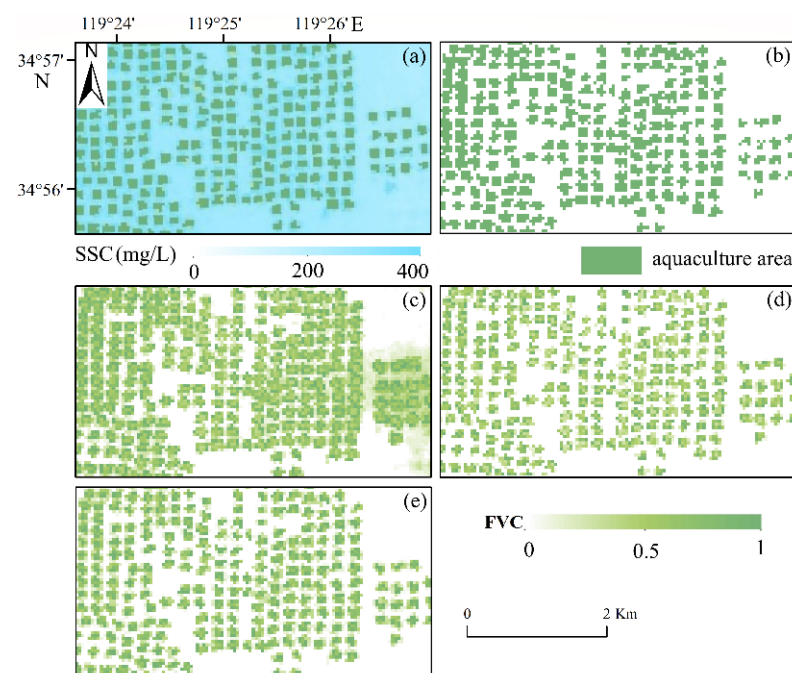 119°24' 119°25' 119°26' E
34°57'
N
N
(a)
(b)
34°56'
SSC(mg/L)
0 200 400
aquaculture area
(c)
(d)
(e)
FVC
0 0.5 1
0 2 Km